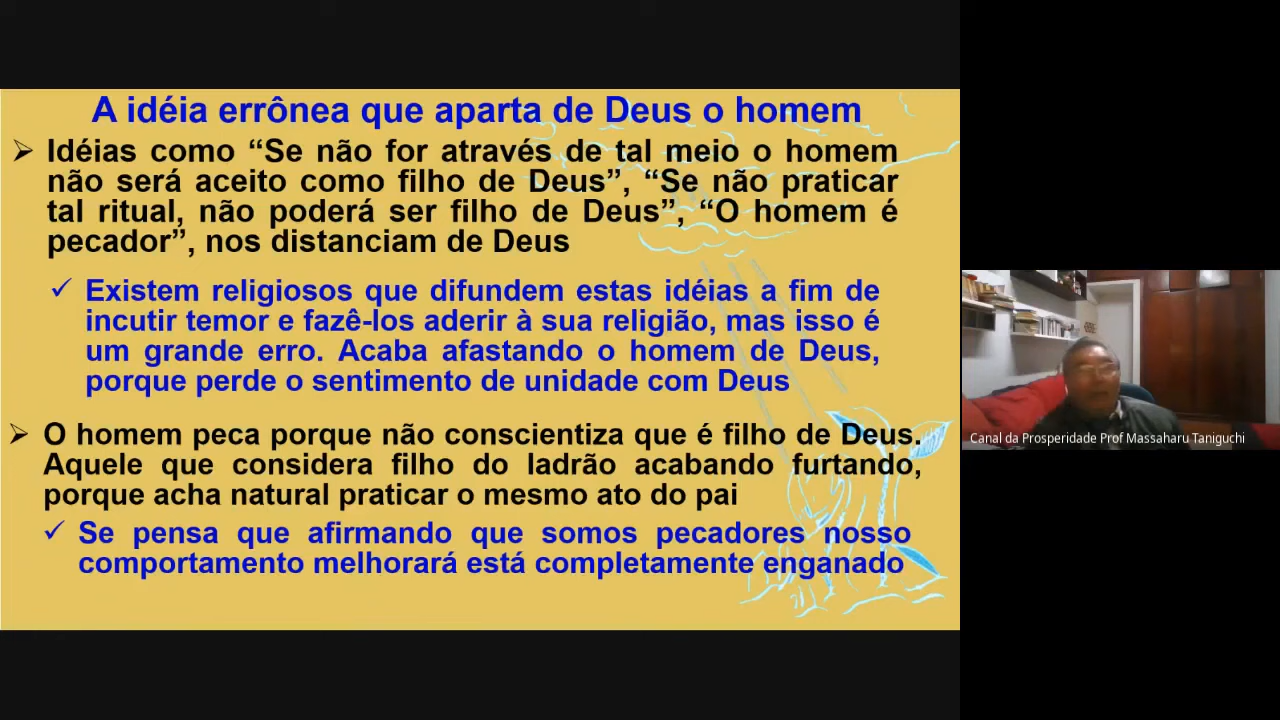 A idéia errônea que aparta de Deus o homem
Idéias como “Se não for através de tal meio o homem
não será aceito como filho de Deus”, “Se não praticar
tal ritual, não poderá ser filho de Deus”, “O homem é
pecador”, nos distanciam de Deus
Existem religiosos que difundem estas idéias a fim de
incutir temor e fazê-los aderir à sua religião, mas isso é
um grande erro. Acaba afastando o homem de Deus,
porque perde o sentimento de unidade com Deus
O homem peca porque não conscientiza que é filho de Deus.
Aquele que considera filho do ladrão acabando furtando,
porque acha natural praticar o mesmo ato do pai
Se pensa que afirmando que somos pecadores nosso
comportamento melhorará está completamente enganado
Canal da Prosperidade Prof Massaharu Taniguchi